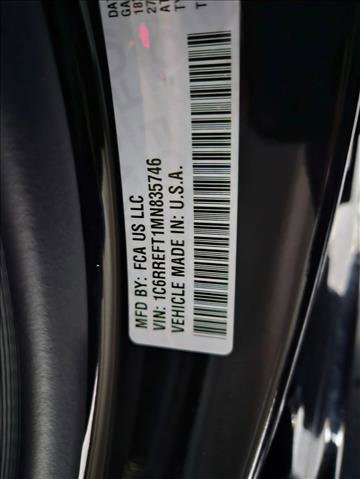 MFD BY: FCA US LLC
VIN: 1C6RREFT1MN835746
VEHICLE MADE IN: U.S.A.